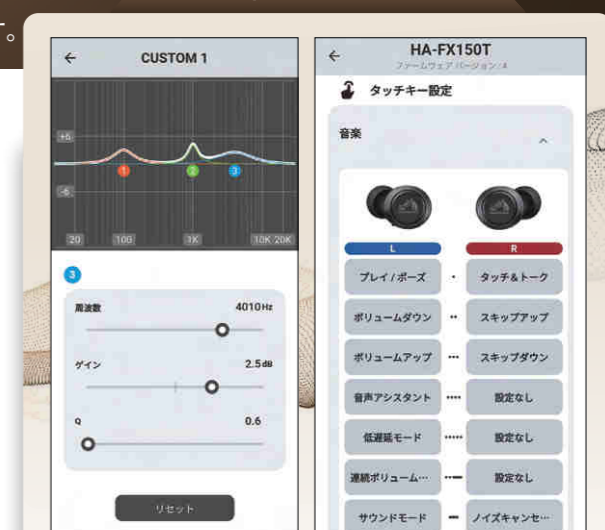 す。
CUSTOM 1
+6
-6
1
2
3
20
100
1K
10K
20K
3
周波数
4010Hz
ゲイン
2.5dB
Q
0.6
リセット
HA-FX150T
ファームウェア バージョン : 4
タッチキー設定
音楽
L
R
プレイ / ポーズ
タッチ&トーク
ボリュームダウン
スキップアップ
ボリュームアップ
スキップダウン
音声アシスタント
設定なし
低遅延モード
設定なし
連続ボリューム…
設定なし
サウンドモード
ノイズキャンセ…